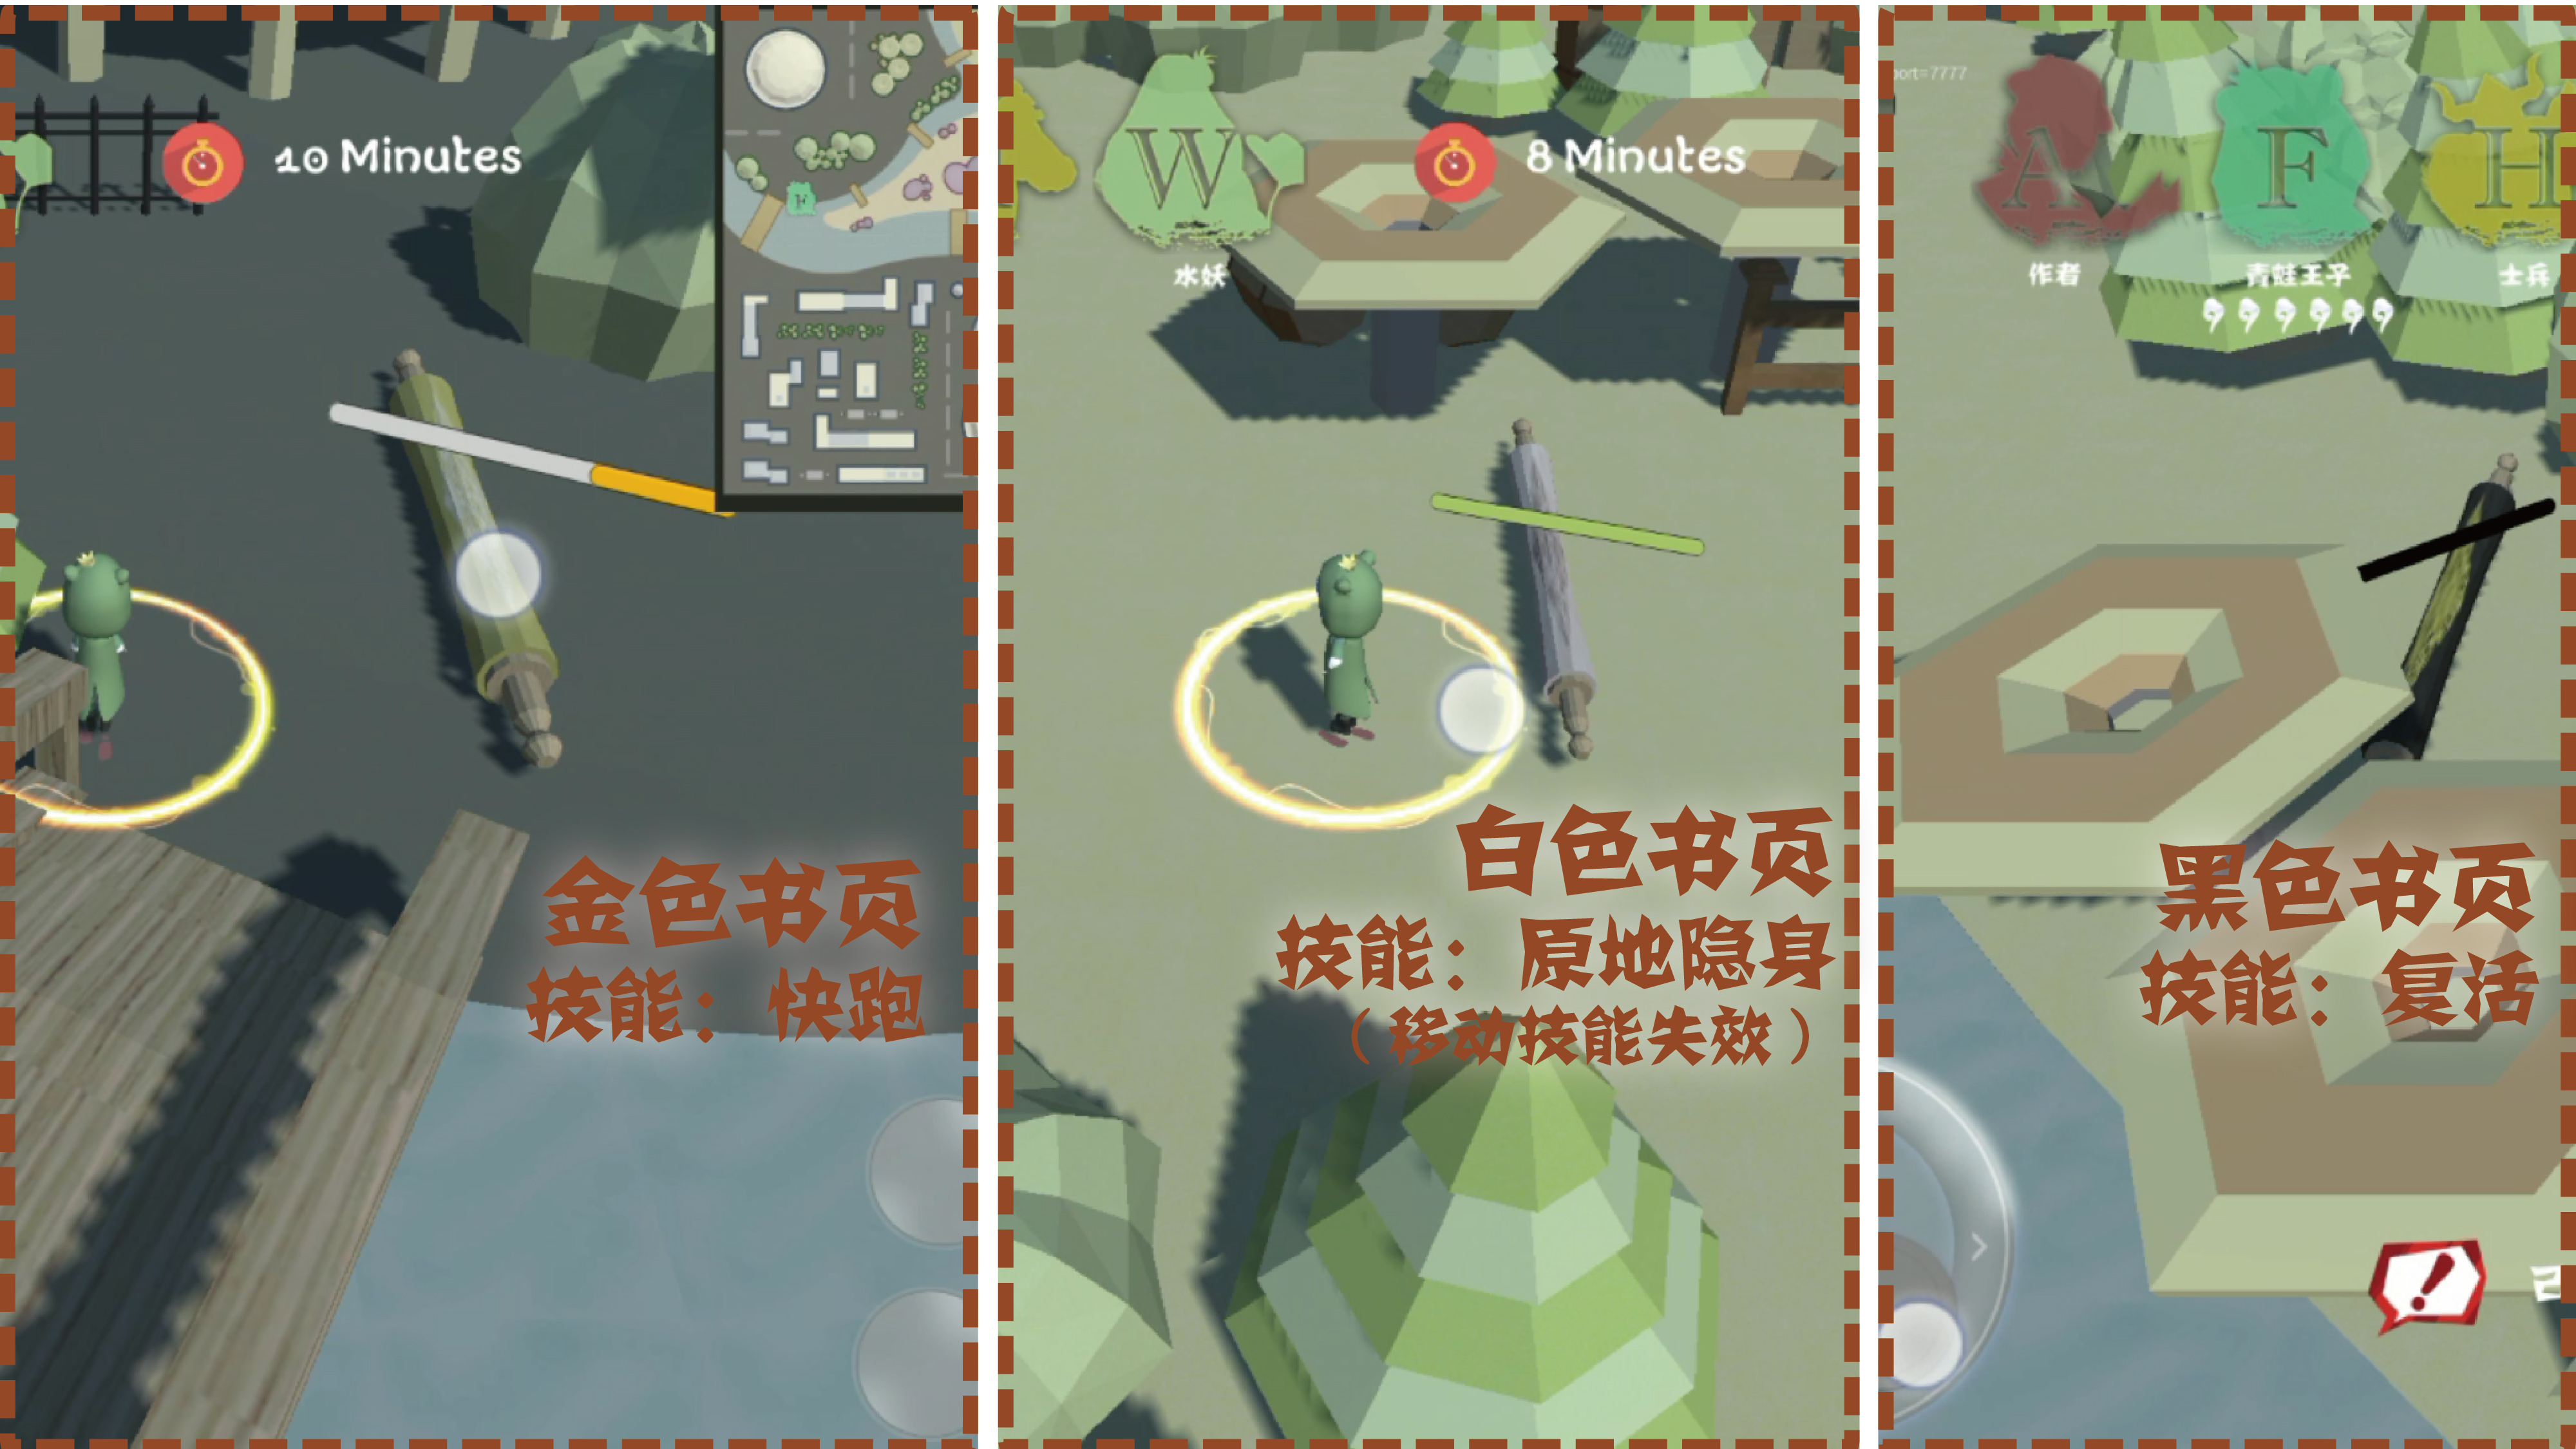 10 Minutes
F
金色书页
技能：快跑
W
水妖
8 Minutes
白色书页
技能：原地隐身
（移动技能失效）
port=7777
A
F
H
作者
青蛙王子
士兵
黑色书页
技能：复活
!